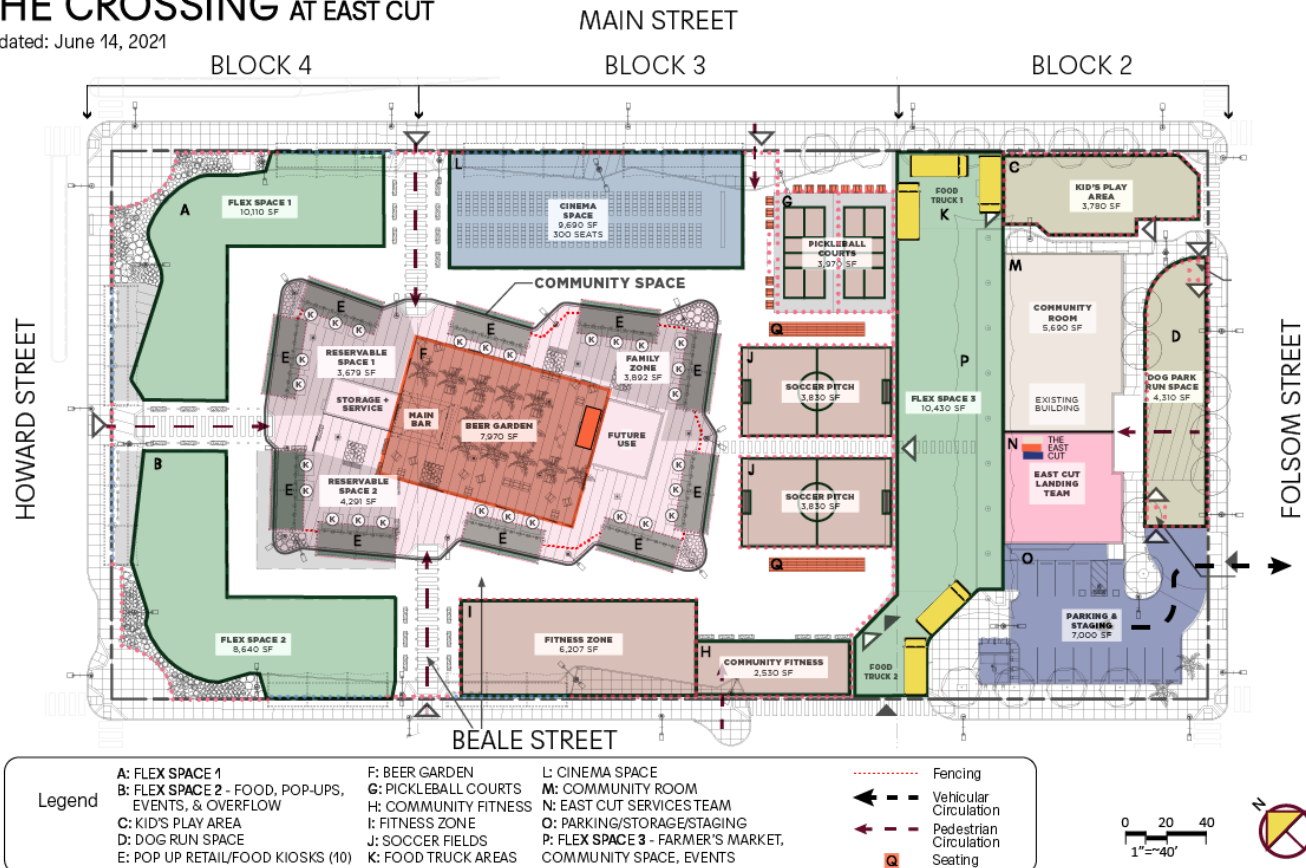 HE CROSSING AT EAST CUT
dated: June 14, 2021
MAIN STREET
BLOCK 4
BLOCK 3
BLOCK 2
HOWARD STREET
FOLSOM STREET
A
FLEX SPACE 1
10,110 SF
L
CINEMA
SPACE
9,690 SF
300 SEATS
G
PICKLEBALL
COURTS
3,970 SF
FOOD
TRUCK 1
K
C
KID'S PLAY
AREA
3,780 SF
COMMUNITY SPACE
E
E
E
E
K K K
K K K
K K K K
K
K
K
K
K
RESERVABLE
SPACE 1
3,679 SF
F
FAMILY
ZONE
3,892 SF
E
STORAGE +
SERVICE
MAIN
BAR
BEER GARDEN
7,970 SF
FUTURE
USE
Q
J
SOCCER PITCH
3,830 SF
P
FLEX SPACE 3
10,430 SF
M
COMMUNITY
ROOM
5,690 SF
EXISTING
BUILDING
D
DOG PARK
RUN SPACE
4,310 SF
B
E
K
K
RESERVABLE
SPACE 2
4,291 SF
K K K K
K K K
K K K
K
K
E
E
E
E
J
SOCCER PITCH
3,830 SF
Q
N
THE
EAST
CUT
EAST CUT
LANDING
TEAM
O
PARKING &
STAGING
7,000 SF
FLEX SPACE 2
8,640 SF
I
FITNESS ZONE
6,207 SF
H
COMMUNITY FITNESS
2,530 SF
FOOD
TRUCK 2
BEALE STREET
Legend
A: FLEX SPACE 1
B: FLEX SPACE 2 - FOOD, POP-UPS,
EVENTS, & OVERFLOW
C: KID'S PLAY AREA
D: DOG RUN SPACE
E: POP UP RETAIL/FOOD KIOSKS (10)
F: BEER GARDEN
G: PICKLEBALL COURTS
H: COMMUNITY FITNESS
I: FITNESS ZONE
J: SOCCER FIELDS
K: FOOD TRUCK AREAS
L: CINEMA SPACE
M: COMMUNITY ROOM
N: EAST CUT SERVICES TEAM
O: PARKING/STORAGE/STAGING
P: FLEX SPACE 3 - FARMER'S MARKET,
COMMUNITY SPACE, EVENTS
Fencing
Vehicular
Circulation
Pedestrian
Circulation
Q Seating
0 20 40
1"=~40'
N